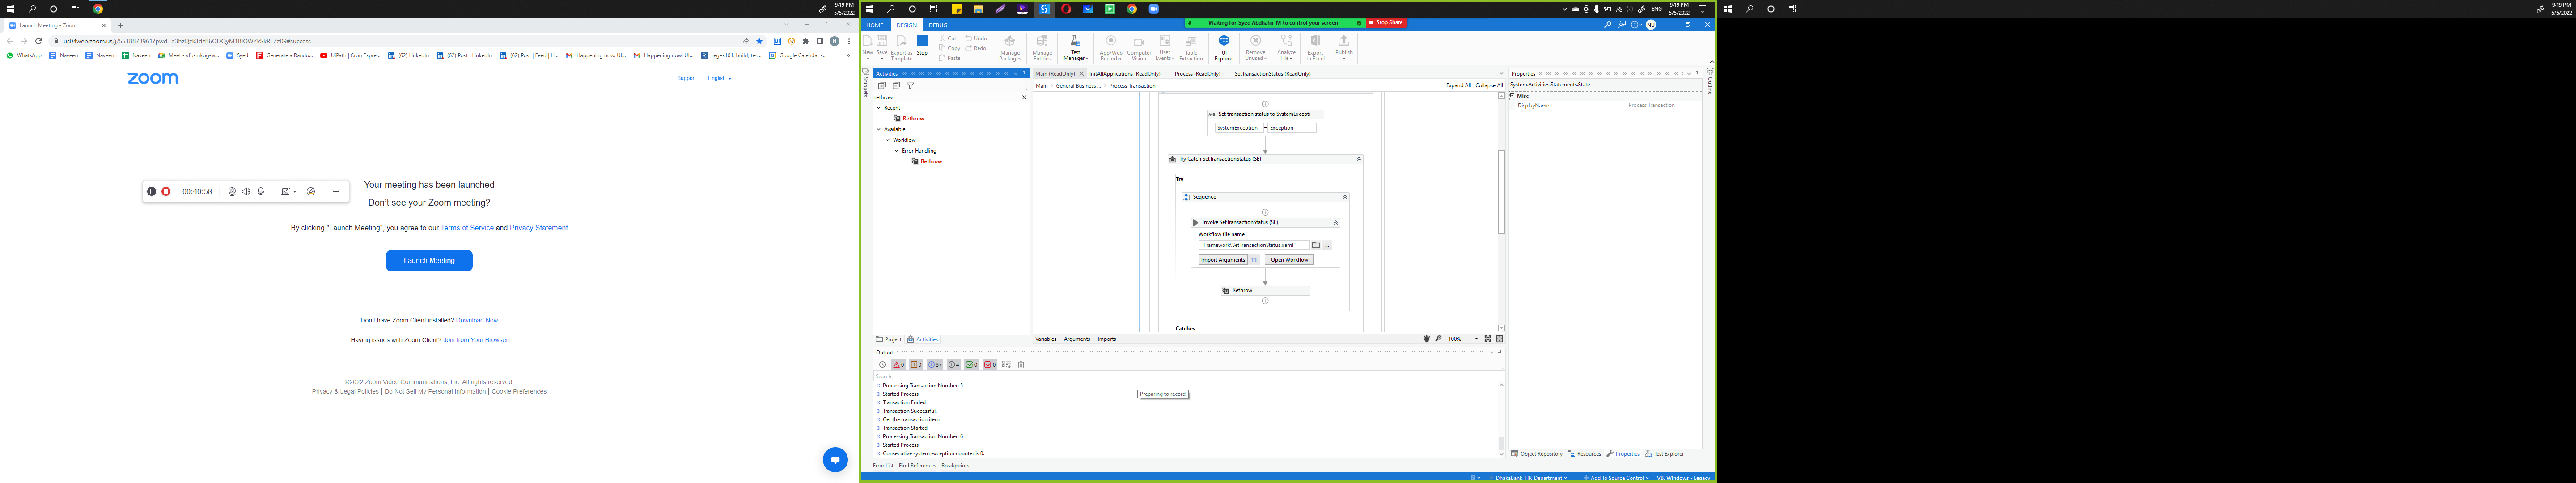 9:19 PM
5/5/2022
Launch Meeting - Zoom
us04web.zoom.us/j/5518878961?pwd=a3hzQzk3dzB6ODQyM1BIOWZkSkREZz09#success
WhatsApp Naveen Naveen Naveen Meet - vfb-mkog-w... Syed Generate a Rando... UiPath | Cron Expre... (62) LinkedIn (62) Post | LinkedIn (62) Post | Feed | Li... Happening now: UI... Happening now: UI... regex101: build, tes... Google Calendar -...
zoom
Support English
00:40:58
Your meeting has been launched
Don't see your Zoom meeting?
By clicking "Launch Meeting", you agree to our Terms of Service and Privacy Statement
Launch Meeting
Don't have Zoom Client installed? Download Now
Having issues with Zoom Client? Join from Your Browser
©2022 Zoom Video Communications, Inc. All rights reserved.
Privacy & Legal Policies | Do Not Sell My Personal Information | Cookie Preferences
ENG
9:19 PM
5/5/2022
HOME DESIGN DEBUG
Waiting for Syed Abdhahir M to control your screen
Stop Share
NU
New Save Export as Template Stop
Cut Copy Paste
Undo Redo
Manage Packages
Manage Entities
Test Manager
App/Web Recorder
Computer Vision
User Events
Table Extraction
UI Explorer
Remove Unused
Analyze File
Export to Excel
Publish
Snippets
Activities
rethrow
Recent
Rethrow
Available
Workflow
Error Handling
Rethrow
Project Activities
Main (ReadOnly) InitAllApplications (ReadOnly) Process (ReadOnly) SetTransactionStatus (ReadOnly)
Main > General Business ... > Process Transaction
Expand All Collapse All
A+B Set transaction status to SystemExcepti
SystemException = Exception
Try Catch SetTransactionStatus (SE)
Try
Sequence
Invoke SetTransactionStatus (SE)
Workflow file name
"Framework\SetTransactionStatus.xaml"
Import Arguments 11 Open Workflow
Rethrow
Catches
Variables Arguments Imports
100%
Properties
System.Activities.Statements.State
Misc
DisplayName Process Transaction
Outline
Output
0 0 37 4 0 0
Search
Processing Transaction Number: 5
Started Process
Transaction Ended
Transaction Successful.
Get the transaction item
Transaction Started
Processing Transaction Number: 6
Started Process
Consecutive system exception counter is 0.
Preparing to record
Error List Find References Breakpoints
Object Repository Resources Properties Test Explorer
DhakaBank_HR_Department
Add To Source Control
VB, Windows - Legacy
9:19 PM
5/5/2022